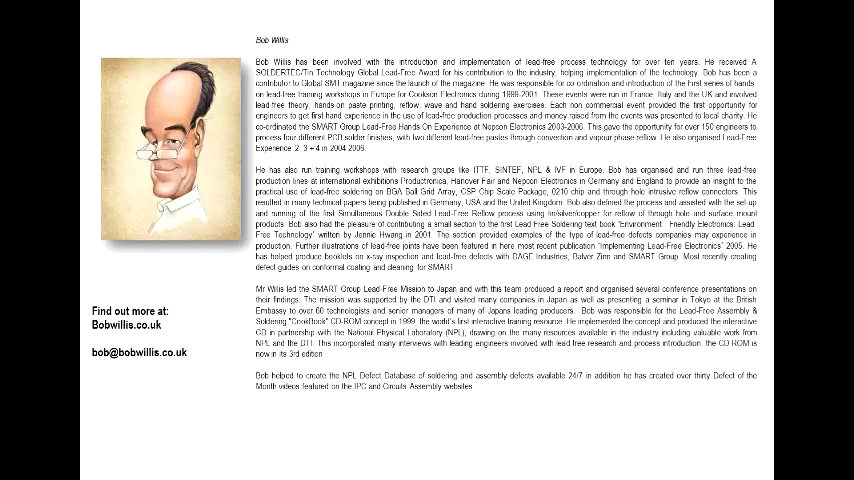 Bob Willis
Bob Willis has been involved with the introduction and implementation of lead-free process technology for over ten years. He received A
SOLDERTEC/Tin Technology Global Lead-Free Award for his contribution to the industry, helping implementation of the technology. Bob has been a
contributor to Global SMT magazine since the launch of the magazine. He was responsible for co-ordination and introduction of the First series of hands-
on lead-free training workshops in Europe for Cookson Electronics during 1999-2001. These events were run in France, Italy and the UK and involved
lead-free theory, hands-on paste printing, reflow, wave and hand soldering exercises. Each non commercial event provided the first opportunity for
engineers to get first hand experience in the use of lead-free production processes and money raised from the events was presented to local charity. He
co-ordinated the SMART Group Lead-Free Hands On Experience at Nepcon Electronics 2003-2006. This gave the opportunity for over 150 engineers to
process four different PCB solder finishes, with two different lead-free pastes through convection and vapour phase reflow. He also organised Lead-Free
Experience 2, 3 + 4 in 2004-2006.
He has also run training workshops with research groups like ITTF, SINTEF, NPL & IVF in Europe. Bob has organised and run three lead-free
production lines at international exhibitions Productronica, Hanover Fair and Nepcon Electronics in Germany and England to provide an insight to the
practical use of lead-free soldering on BGA Ball Grid Array, CSP Chip Scale Package, 0210 chip and through hole intrusive reflow connectors. This
resulted in many technical papers being published in Germany, USA and the United Kingdom. Bob also defined the process and assisted with the set-up
and running of the first Simultaneous Double Sided Lead-Free Reflow process using tin/silver/copper for reflow of through hole and surface mount
products. Bob also had the pleasure of contributing a small section to the first Lead Free Soldering text book "Environment - Friendly Electronics: Lead-
Free Technology" written by Jennie Hwang in 2001. The section provided examples of the type of lead-free defects companies may experience in
production. Further illustrations of lead-free joints have been featured in here most recent publication "Implementing Lead-Free Electronics" 2005. He
has helped produce booklets on x-ray inspection and lead-free defects with DAGE Industries, Balver Zinn and SMART Group. Most recently creating
defect guides on conformal coating and cleaning for SMART
Mr Willis led the SMART Group Lead-Free Mission to Japan and with this team produced a report and organised several conference presentations on
their findings. The mission was supported by the DTI and visited many companies in Japan as well as presenting a seminar in Tokyo at the British
Embassy to over 60 technologists and senior managers of many of Japans leading producers. Bob was responsible for the Lead-Free Assembly &
Soldering "CookBook" CD-ROM concept in 1999, the world's first interactive training resource. He implemented the concept and produced the interactive
CD in partnership with the National Physical Laboratory (NPL), drawing on the many resources available in the industry including valuable work from
NPL and the DTI. This incorporated many interviews with leading engineers involved with lead free research and process introduction, the CD ROM is
now in its 3rd edition
Bob helped to create the NPL Defect Database of soldering and assembly defects available 24/7 in addition he has created over thirty Defect of the
Month videos featured on the IPC and Circuits Assembly websites
Find out more at:
Bobwillis.co.uk
bob@bobwillis.co.uk